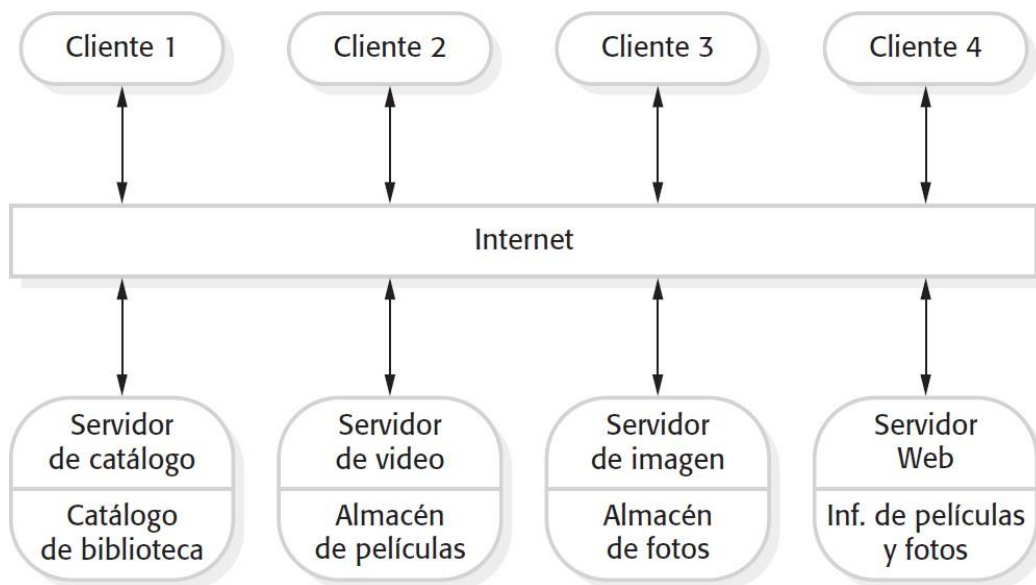 Cliente 1
Cliente 2
Cliente 3
Cliente 4
Internet
Servidor
de catálogo
Catálogo
de biblioteca
Servidor
de video
Almacén
de películas
Servidor
de imagen
Almacén
de fotos
Servidor
Web
Inf. de películas
y fotos